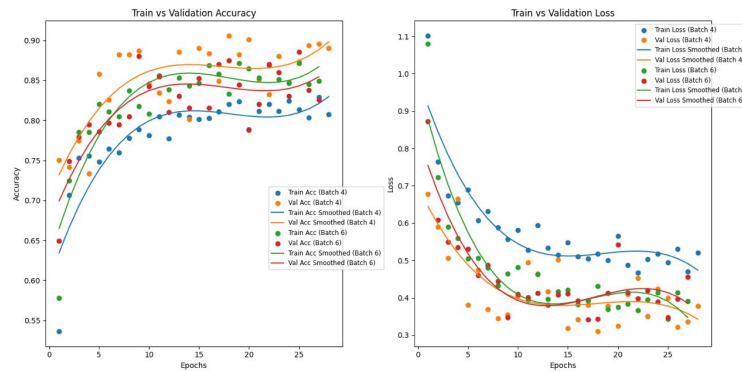 Train vs Validation Accuracy
0.90
0.85
0.80
0.75
0.70
0.65
0.60
0.55
Accuracy
0
5
10
15
20
25
Epochs
Train Acc (Batch 4)
Val Acc (Batch 4)
Train Acc Smoothed (Batch 4)
Val Acc Smoothed (Batch 4)
Train Acc (Batch 6)
Val Acc (Batch 6)
Train Acc Smoothed (Batch 6)
Val Acc Smoothed (Batch 6)
Train vs Validation Loss
1.1
1.0
0.9
0.8
0.7
0.6
0.5
0.4
0.3
Loss
0
5
10
15
20
25
Epochs
Train Loss (Batch 4)
Val Loss (Batch 4)
Train Loss Smoothed (Batch
Val Loss Smoothed (Batch 4
Train Loss (Batch 6)
Val Loss (Batch 6)
Train Loss Smoothed (Batch
Val Loss Smoothed (Batch 6